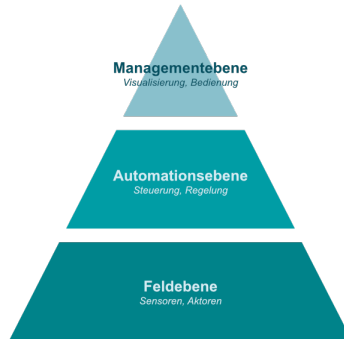 Managementebene
Visualisierung, Bedienung
Automationsebene
Steuerung, Regelung
Feldebene
Sensoren, Aktoren